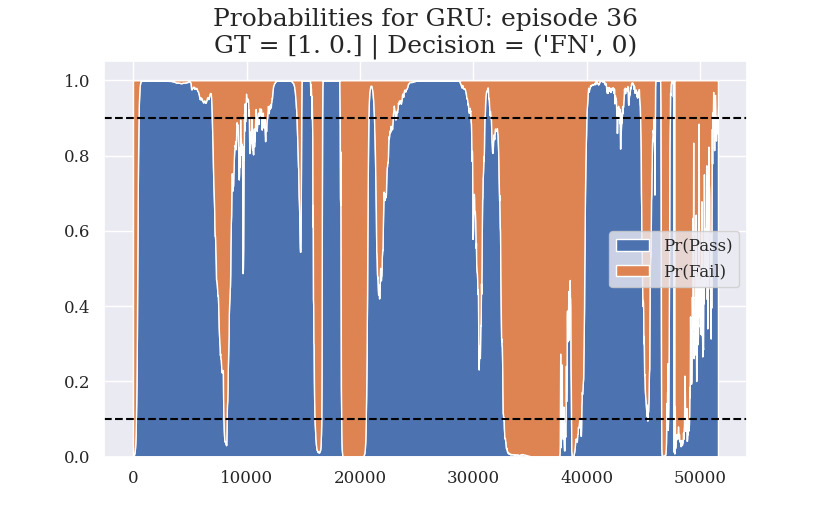 Probabilities for GRU: episode 36
GT = [1. 0.] | Decision = ('FN', 0)
1.0
0.8
0.6
0.4
0.2
0.0
Pr(Pass)
Pr(Fail)
0 10000 20000 30000 40000 50000